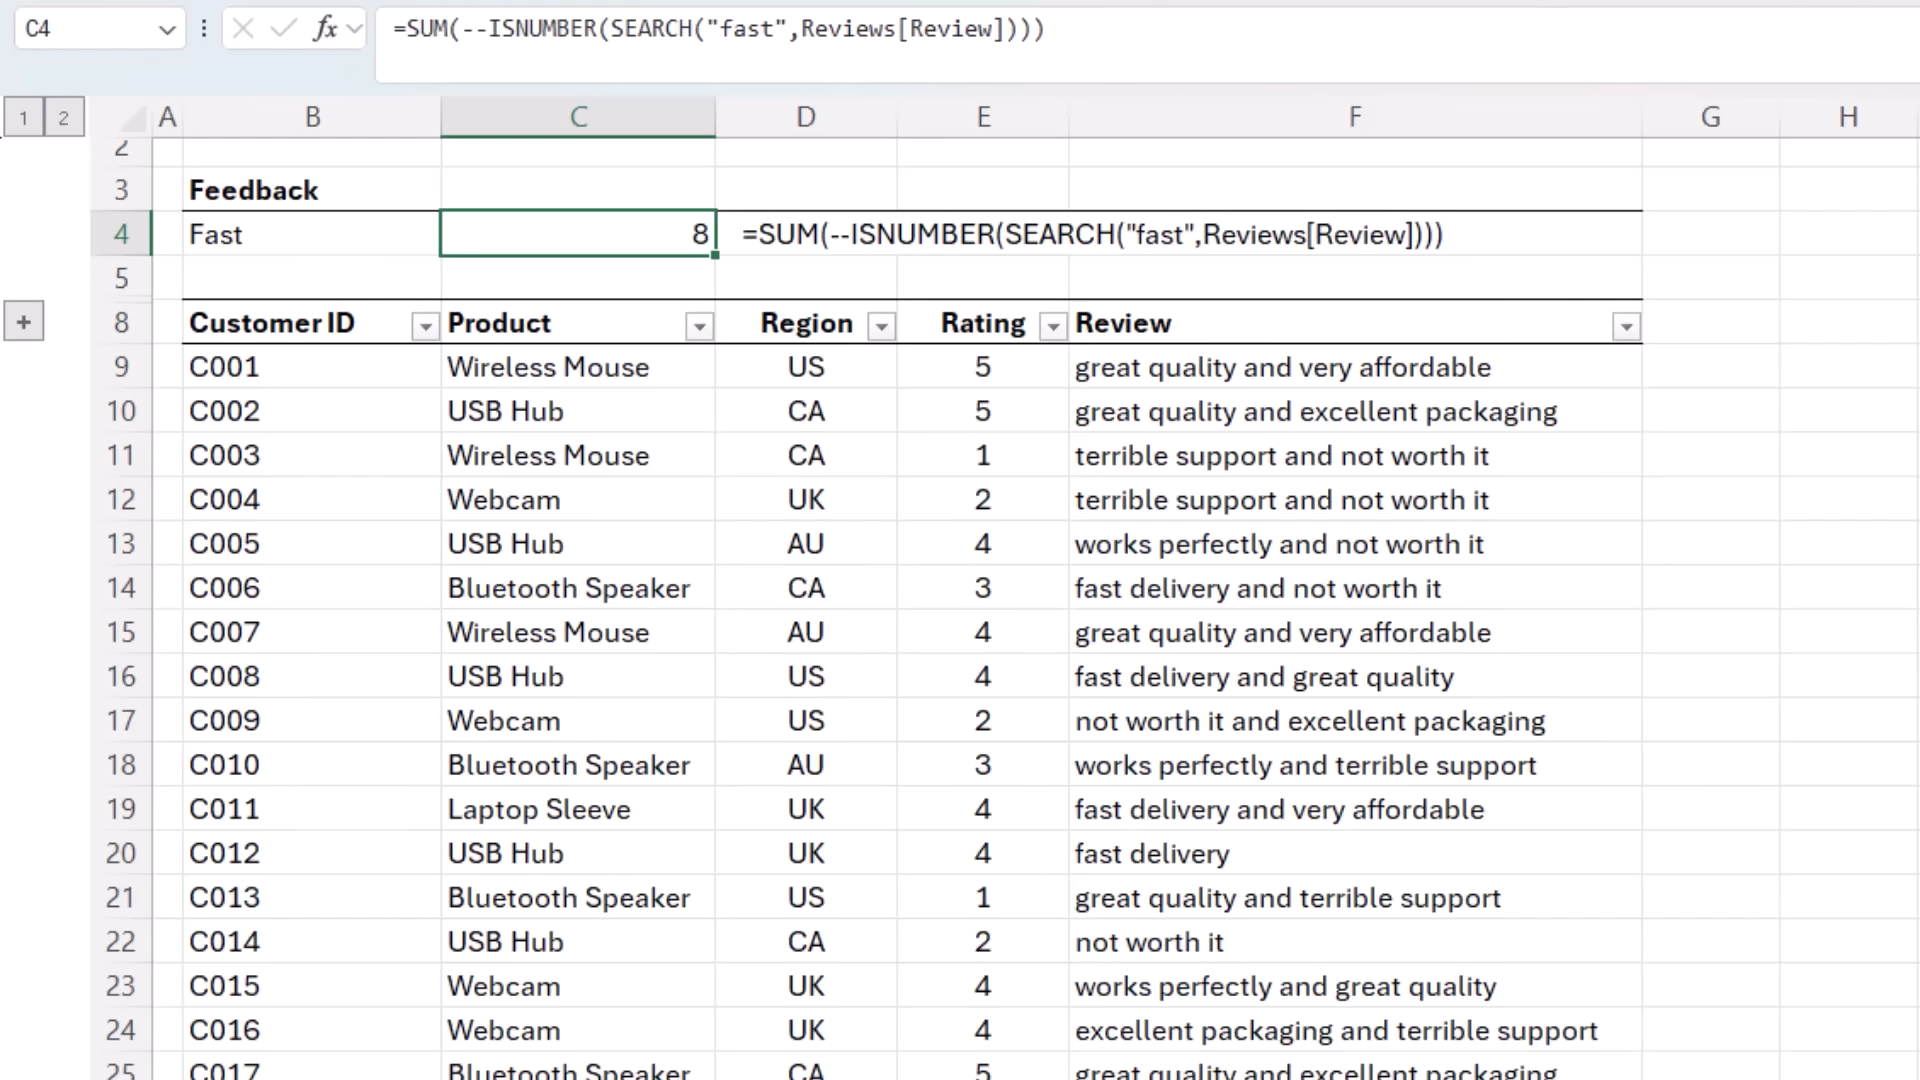 C4 fx =SUM(--ISNUMBER(SEARCH("fast",Reviews[Review])))
1 2 A B C D E F G H
2
3 Feedback
4 Fast 8 =SUM(--ISNUMBER(SEARCH("fast",Reviews[Review])))
5
+ 8 Customer ID Product Region Rating Review
9 C001 Wireless Mouse US 5 great quality and very affordable
10 C002 USB Hub CA 5 great quality and excellent packaging
11 C003 Wireless Mouse CA 1 terrible support and not worth it
12 C004 Webcam UK 2 terrible support and not worth it
13 C005 USB Hub AU 4 works perfectly and not worth it
14 C006 Bluetooth Speaker CA 3 fast delivery and not worth it
15 C007 Wireless Mouse AU 4 great quality and very affordable
16 C008 USB Hub US 4 fast delivery and great quality
17 C009 Webcam US 2 not worth it and excellent packaging
18 C010 Bluetooth Speaker AU 3 works perfectly and terrible support
19 C011 Laptop Sleeve UK 4 fast delivery and very affordable
20 C012 USB Hub UK 4 fast delivery
21 C013 Bluetooth Speaker US 1 great quality and terrible support
22 C014 USB Hub CA 2 not worth it
23 C015 Webcam UK 4 works perfectly and great quality
24 C016 Webcam UK 4 excellent packaging and terrible support
25 C017 Bluetooth Speaker CA 5 great quality and excellent packaging